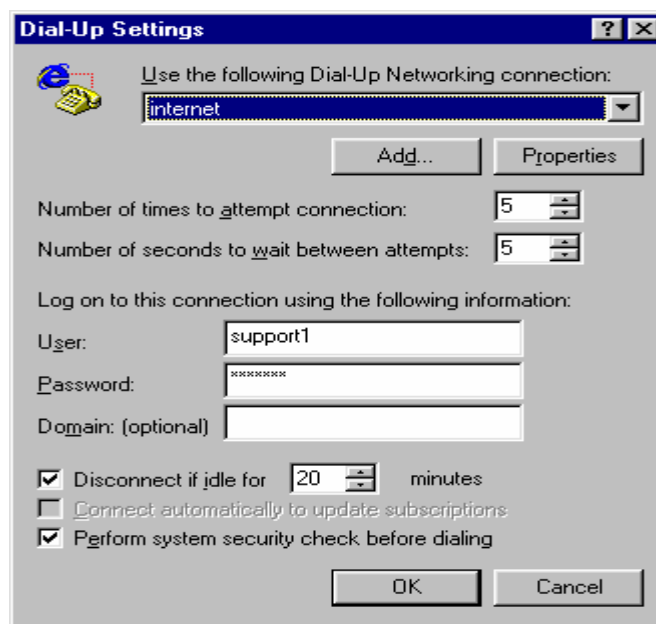 Dial-Up Settings
Use the following Dial-Up Networking connection:
internet
Add... Properties
Number of times to attempt connection: 5
Number of seconds to wait between attempts: 5
Log on to this connection using the following information:
User: support1
Password: *******
Domain: (optional)
Disconnect if idle for 20 minutes
Connect automatically to update subscriptions
Perform system security check before dialing
OK Cancel